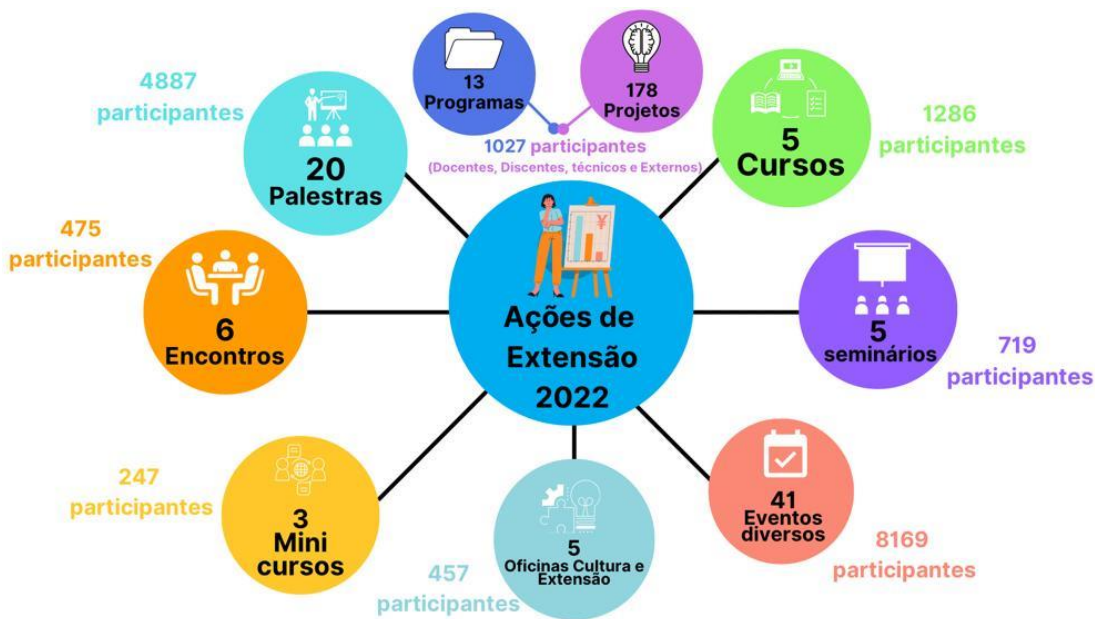 13
Programas
178
Projetos
1027 participantes
(Docentes, Discentes, técnicos e Externos)
4887
participantes
20
Palestras
5
Cursos
1286
participantes
475
participantes
6
Encontros
¥
Ações de
Extensão
2022
5
seminários
719
participantes
247
participantes
3
Mini
cursos
457
participantes
5
Oficinas Cultura e
Extensão
41
Eventos
diversos
8169
participantes